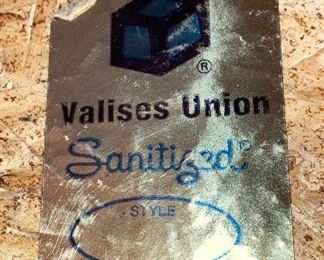 ®
Valises Union
Sanitized®
STYLE